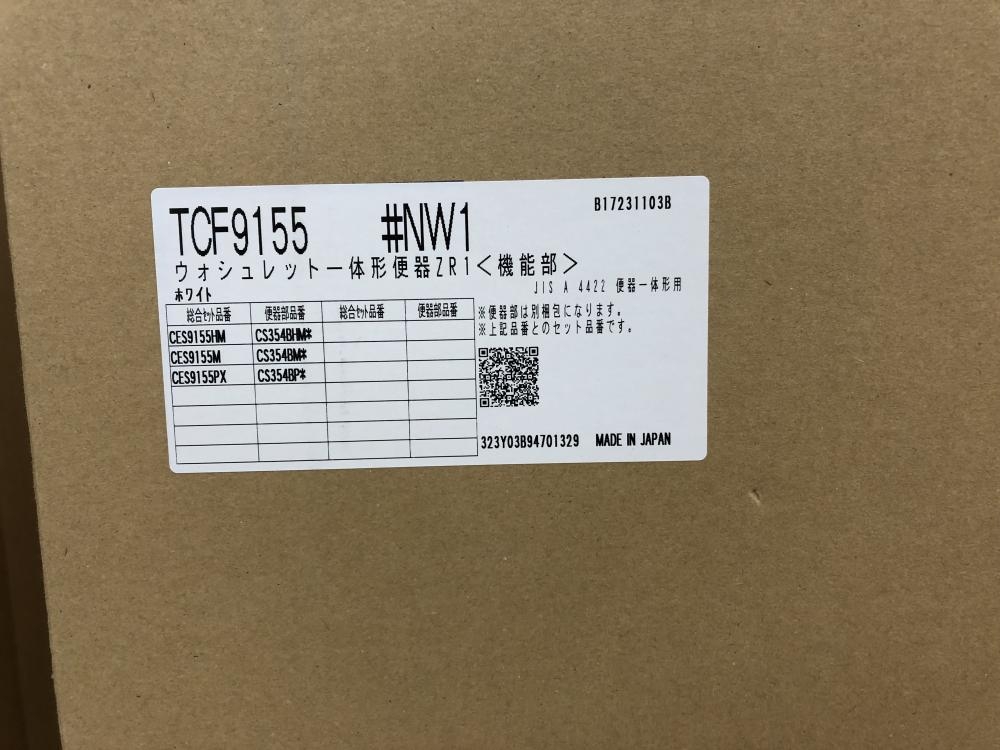 TCF9155 #NW1
B17231103B
ウォシュレット一体形便器ZR1<機能部>
JIS A 4422 便器一体形用
ホワイト
総合セット品番 便器部品番 総合セット品番 便器部品番
CES9155HM CS354BHM*
CES9155M CS354BM*
CES9155PX CS354BP*
※便器部は別梱包になります。
※上記品番とのセット品番です。
323Y03B94701329 MADE IN JAPAN